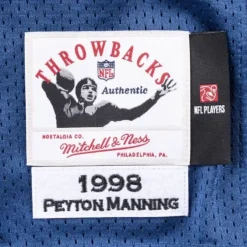 THROWBACKS
NFL
Authentic
NFL PLAYERS
NOSTALGIA CO.
Mitchell & Ness
PHILADELPHIA, PA.
1998
PEYTON MANNING